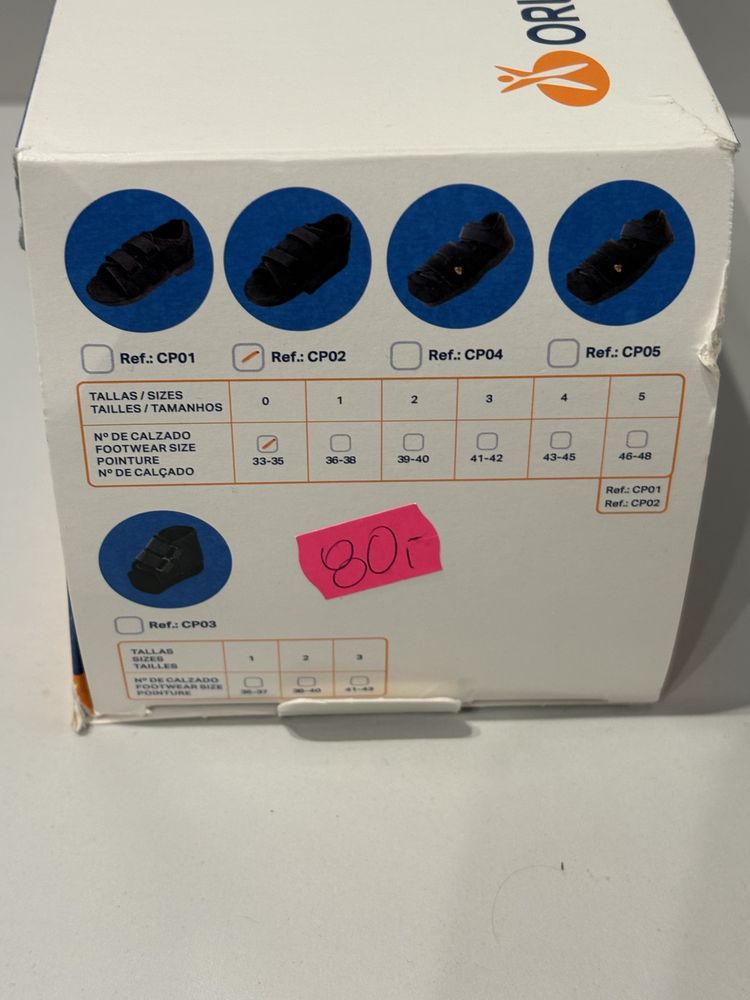 ORL
Ref.: CP01
Ref.: CP02
Ref.: CP04
Ref.: CP05
TALLAS / SIZES
TAILLES / TAMANHOS
0 1 2 3 4 5
Nº DE CALZADO
FOOTWEAR SIZE
POINTURE
Nº DE CALÇADO
33-35 36-38 39-40 41-42 43-45 46-48
Ref.: CP01
Ref.: CP02
80,-
Ref.: CP03
TALLAS
SIZES
TAILLES
1 2 3
Nº DE CALZADO
FOOTWEAR SIZE
POINTURE